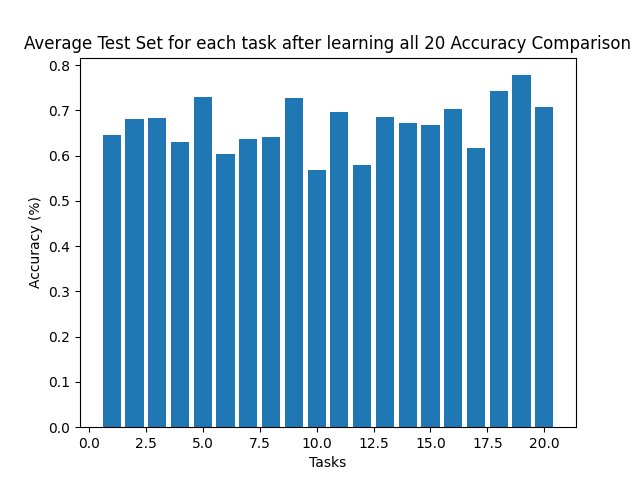 Average Test Set for each task after learning all 20 Accuracy Comparison
Accuracy (%)
0.8
0.7
0.6
0.5
0.4
0.3
0.2
0.1
0.0
0.0 2.5 5.0 7.5 10.0 12.5 15.0 17.5 20.0
Tasks